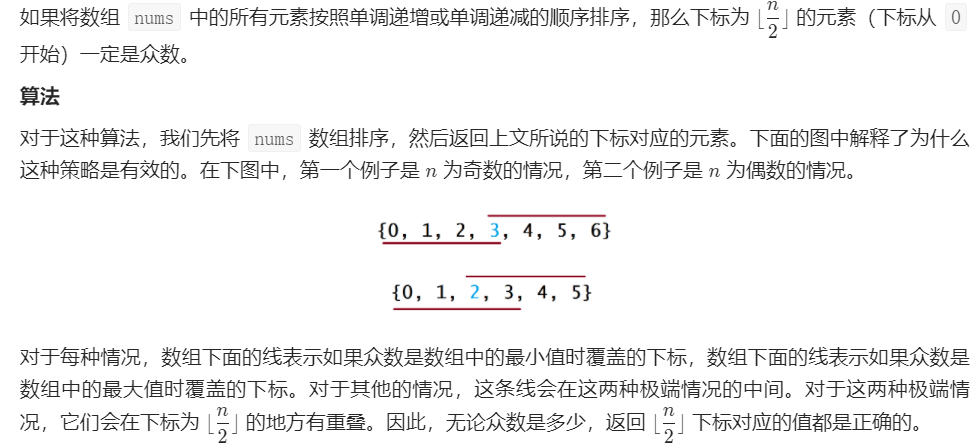 如果将数组 nums 中的所有元素按照单调递增或单调递减的顺序排序，那么下标为 ⌊n/2⌋ 的元素（下标从 0
开始）一定是众数。
算法
对于这种算法，我们先将 nums 数组排序，然后返回上文所说的下标对应的元素。下面的图中解释了为什么
这种策略是有效的。在下图中，第一个例子是 n 为奇数的情况，第二个例子是 n 为偶数的情况。
{0, 1, 2, 3, 4, 5, 6}
{0, 1, 2, 3, 4, 5}
对于每种情况，数组下面的线表示如果众数是数组中的最小值时覆盖的下标，数组下面的线表示如果众数是
数组中的最大值时覆盖的下标。对于其他的情况，这条线会在这两种极端情况的中间。对于这两种极端情
况，它们会在下标为 ⌊n/2⌋ 的地方有重叠。因此，无论众数是多少，返回 ⌊n/2⌋ 下标对应的值都是正确的。